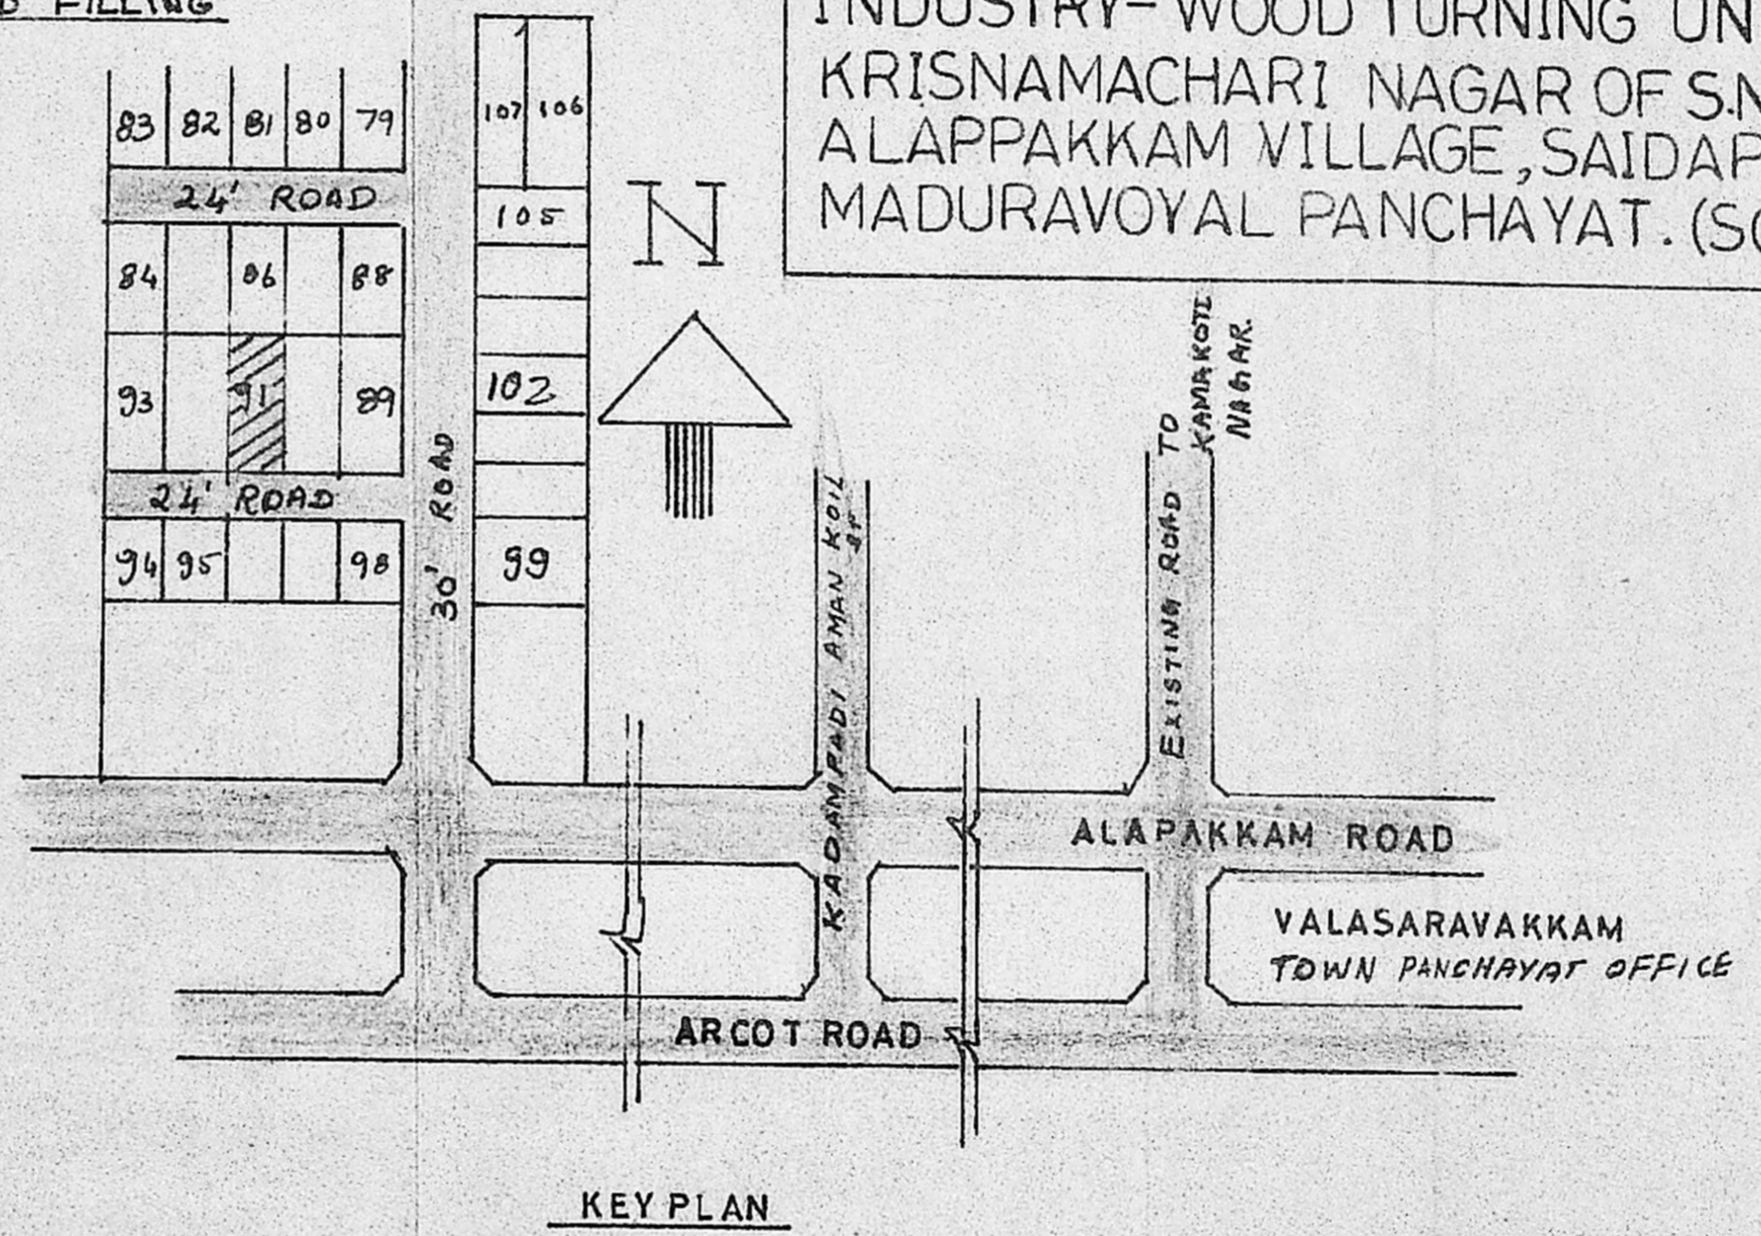 FILLING
INDUSTRY-WOOD TURNING UN
KRISNAMACHARI NAGAR OF S.N
ALAPPAKKAM VILLAGE, SAIDAP
MADURAVOYAL PANCHAYAT. (S
83 82 81 80 79
107 106
24' ROAD
105
N
84 86 88
93 91 89
102
24' ROAD
94 95 98
99
30' ROAD
KADAMPADI AMAN KOIL ST
EXISTING ROAD TO
KAMAKOTI
NAGAR.
ALAPAKKAM ROAD
VALASARAVAKKAM
TOWN PANCHAYAT OFFICE
ARCOT ROAD
KEY PLAN